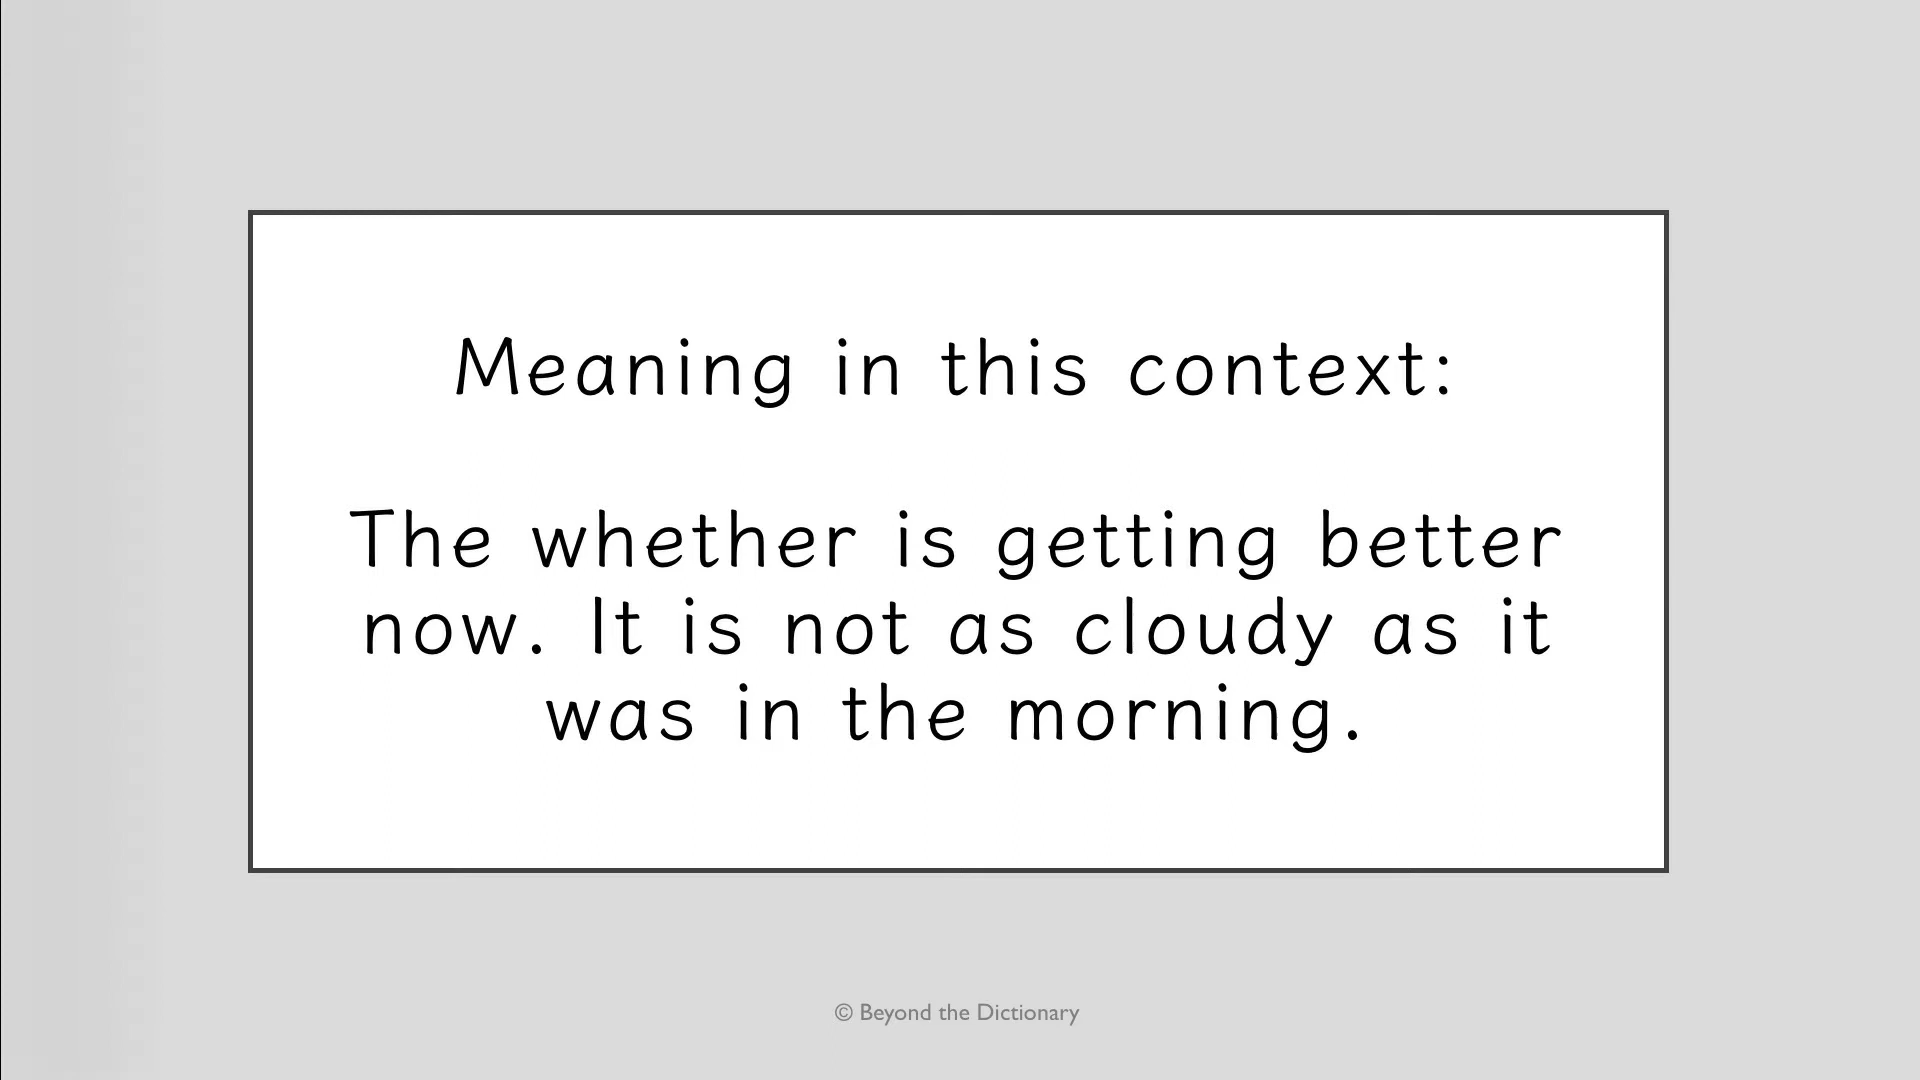 Meaning in this context:
The whether is getting better
now. It is not as cloudy as it
was in the morning.
© Beyond the Dictionary